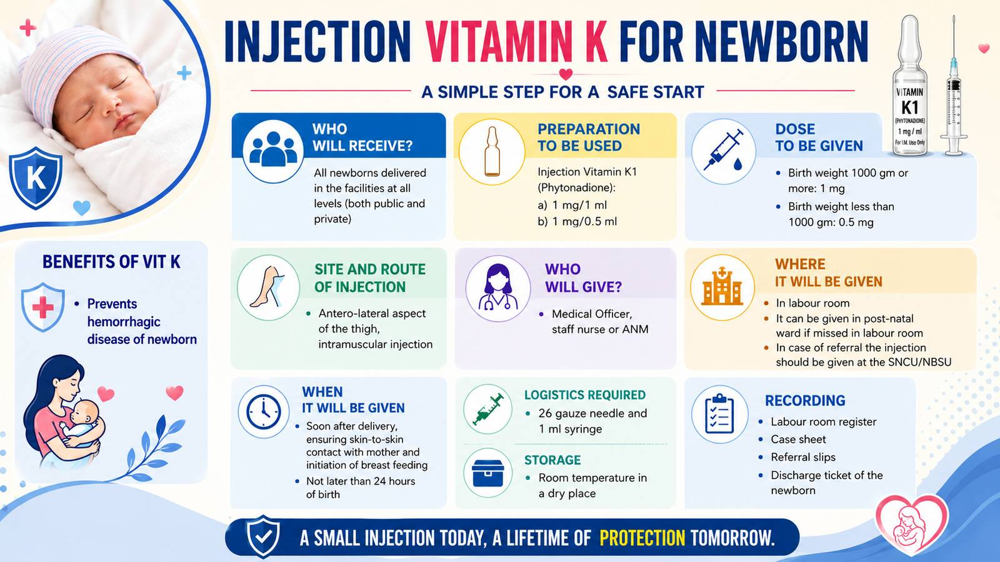 INJECTION VITAMIN K FOR NEWBORN
A SIMPLE STEP FOR A SAFE START
VITAMIN
K1
(PHYTONADIONE)
1 mg / ml
For I.M. Use Only
K
BENEFITS OF VIT K
• Prevents
hemorrhagic
disease of newborn
WHO
WILL RECEIVE?
All newborns delivered
in the facilities at all
levels (both public and
private)
PREPARATION
TO BE USED
Injection Vitamin K1
(Phytonadione):
a) 1 mg/1 ml
b) 1 mg/0.5 ml
DOSE
TO BE GIVEN
• Birth weight 1000 gm or
more: 1 mg
• Birth weight less than
1000 gm: 0.5 mg
SITE AND ROUTE
OF INJECTION
• Antero-lateral aspect
of the thigh,
intramuscular injection
WHO
WILL GIVE?
• Medical Officer,
staff nurse or ANM
WHERE
IT WILL BE GIVEN
• In labour room
• It can be given in post-natal
ward if missed in labour room
• In case of referral the injection
should be given at the SNCU/NBSU
WHEN
IT WILL BE GIVEN
• Soon after delivery,
ensuring skin-to-skin
contact with mother and
initiation of breast feeding
• Not later than 24 hours
of birth
LOGISTICS REQUIRED
• 26 gauze needle and
1 ml syringe
STORAGE
• Room temperature in
a dry place
RECORDING
• Labour room register
• Case sheet
• Referral slips
• Discharge ticket of the
newborn
A SMALL INJECTION TODAY, A LIFETIME OF PROTECTION TOMORROW.